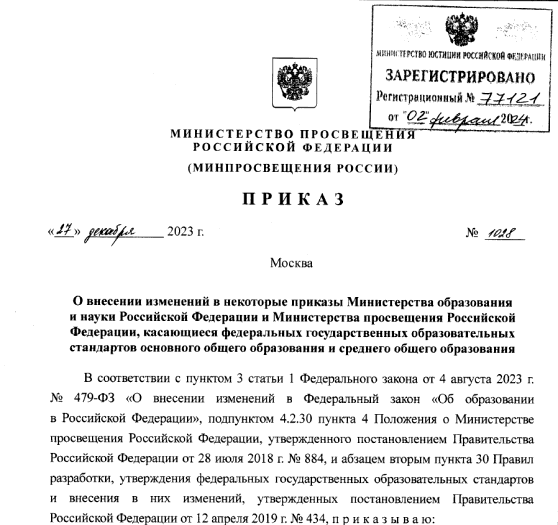 МИНИСТЕРСТВО ЮСТИЦИИ РОССИЙСКОЙ ФЕДЕРАЦИИ
ЗАРЕГИСТРИРОВАНО
Регистрационный № 77121
от "02" февраля 2024г.
МИНИСТЕРСТВО ПРОСВЕЩЕНИЯ
РОССИЙСКОЙ ФЕДЕРАЦИИ
(МИНПРОСВЕЩЕНИЯ РОССИИ)
ПРИКАЗ
«27» декабря 2023 г.
№ 1028
Москва
О внесении изменений в некоторые приказы Министерства образования
и науки Российской Федерации и Министерства просвещения Российской
Федерации, касающиеся федеральных государственных образовательных
стандартов основного общего образования и среднего общего образования
В соответствии с пунктом 3 статьи 1 Федерального закона от 4 августа 2023 г.
№ 479-ФЗ «О внесении изменений в Федеральный закон «Об образовании
в Российской Федерации», подпунктом 4.2.30 пункта 4 Положения о Министерстве
просвещения Российской Федерации, утвержденного постановлением Правительства
Российской Федерации от 28 июля 2018 г. № 884, и абзацем вторым пункта 30 Правил
разработки, утверждения федеральных государственных образовательных стандартов
и внесения в них изменений, утвержденных постановлением Правительства
Российской Федерации от 12 апреля 2019 г. № 434, приказываю: